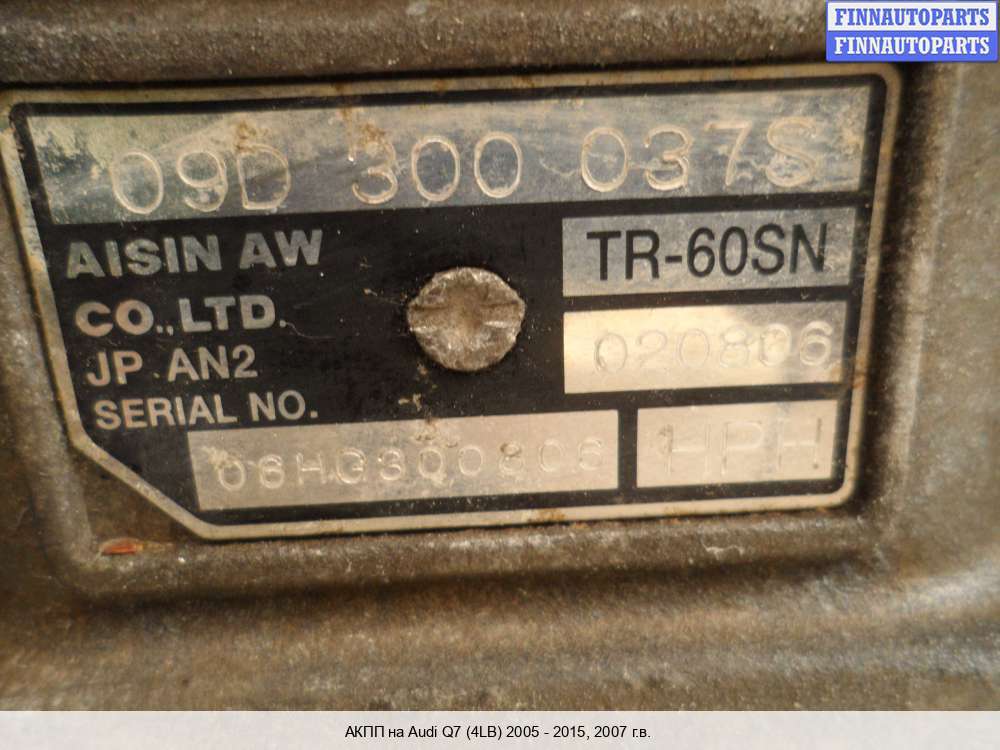 FINNAUTOPARTS
FINNAUTOPARTS
09D 300 037S
AISIN AW
CO.,LTD.
JP AN2
SERIAL NO.
TR-60SN
020806
06HG300806
HPH
АКПП на Audi Q7 (4LB) 2005 - 2015, 2007 г.в.